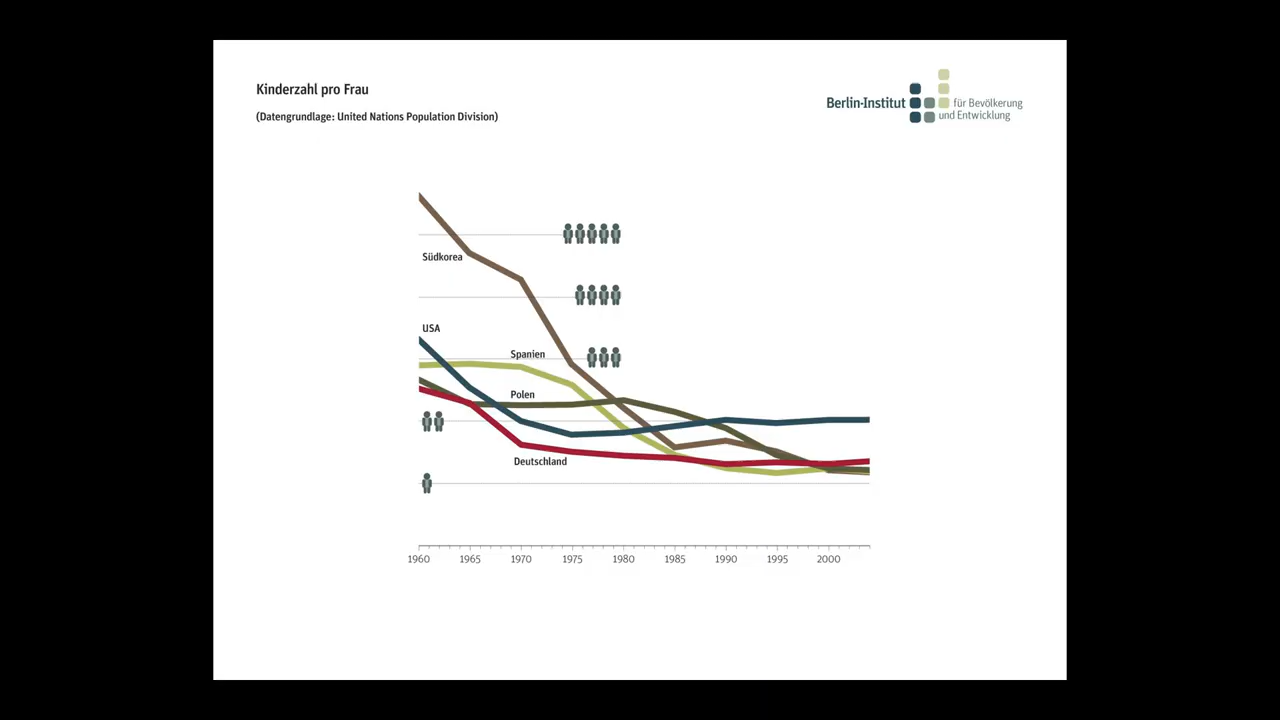 Kinderzahl pro Frau
(Datengrundlage: United Nations Population Division)
Berlin-Institut
für Bevölkerung
und Entwicklung
Südkorea
USA
Spanien
Polen
Deutschland
1960 1965 1970 1975 1980 1985 1990 1995 2000